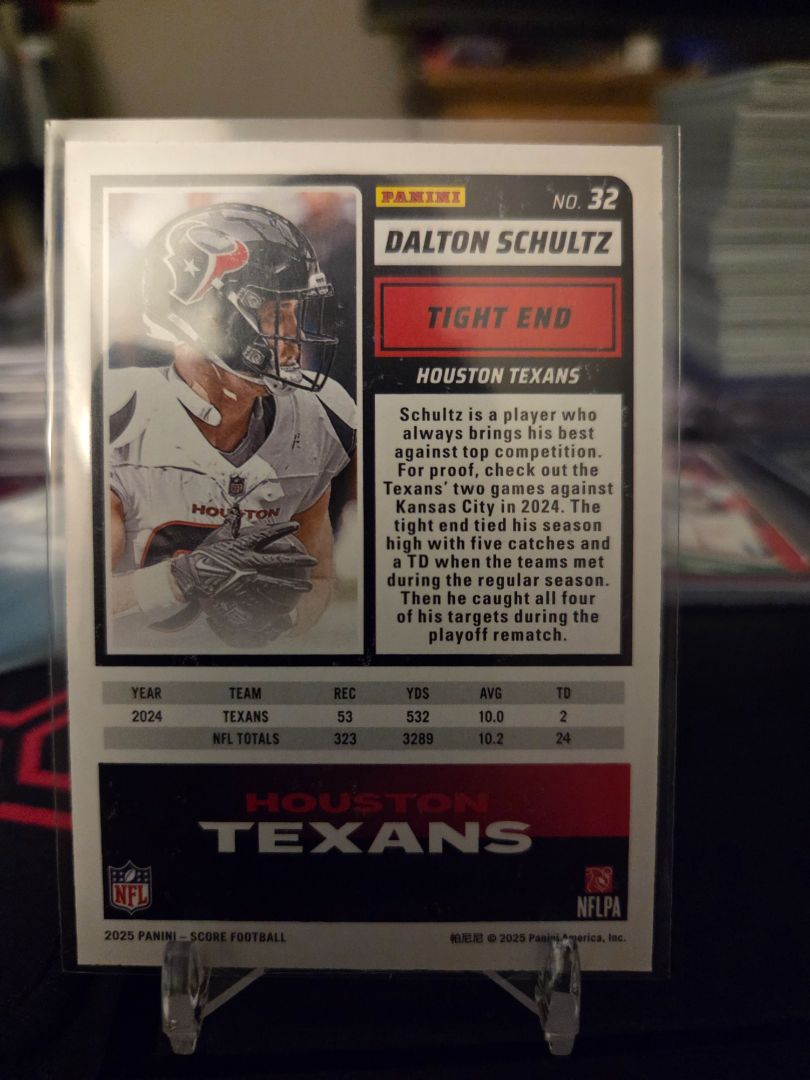 PANINI
NO. 32
DALTON SCHULTZ
TIGHT END
HOUSTON TEXANS
Schultz is a player who
always brings his best
against top competition.
For proof, check out the
Texans' two games against
Kansas City in 2024. The
tight end tied his season
high with five catches and
a TD when the teams met
during the regular season.
Then he caught all four
of his targets during the
playoff rematch.
HOUSTON
YEAR TEAM REC YDS AVG TD
2024 TEXANS 53 532 10.0 2
NFL TOTALS 323 3289 10.2 24
HOUSTON
TEXANS
NFL
NFLPA
2025 PANINI – SCORE FOOTBALL
帕尼尼 © 2025 Panini America, Inc.